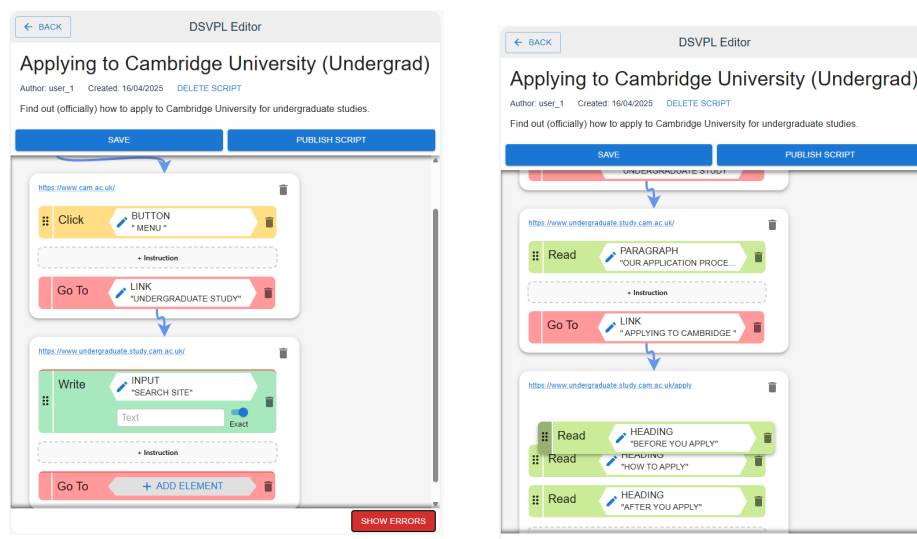 BACK
DSVPL Editor
Applying to Cambridge University (Undergrad)
Author: user_1 Created: 16/04/2025 DELETE SCRIPT
Find out (officially) how to apply to Cambridge University for undergraduate studies.
SAVE
PUBLISH SCRIPT
https://www.cam.ac.uk/
Click
BUTTON
" MENU "
+ Instruction
Go To
LINK
"UNDERGRADUATE STUDY"
https://www.undergraduate.study.cam.ac.uk/
Write
INPUT
"SEARCH SITE"
Text
Exact
+ Instruction
Go To
+ ADD ELEMENT
SHOW ERRORS
BACK
DSVPL Editor
Applying to Cambridge University (Undergrad)
Author: user_1 Created: 16/04/2025 DELETE SCRIPT
Find out (officially) how to apply to Cambridge University for undergraduate studies.
SAVE
PUBLISH SCRIPT
"UNDERGRADUATE STUDY"
https://www.undergraduate.study.cam.ac.uk/
Read
PARAGRAPH
"OUR APPLICATION PROCE...
+ Instruction
Go To
LINK
" APPLYING TO CAMBRIDGE "
https://www.undergraduate.study.cam.ac.uk/apply
Read
HEADING
"BEFORE YOU APPLY"
Read
HEADING
"HOW TO APPLY"
Read
HEADING
"AFTER YOU APPLY"